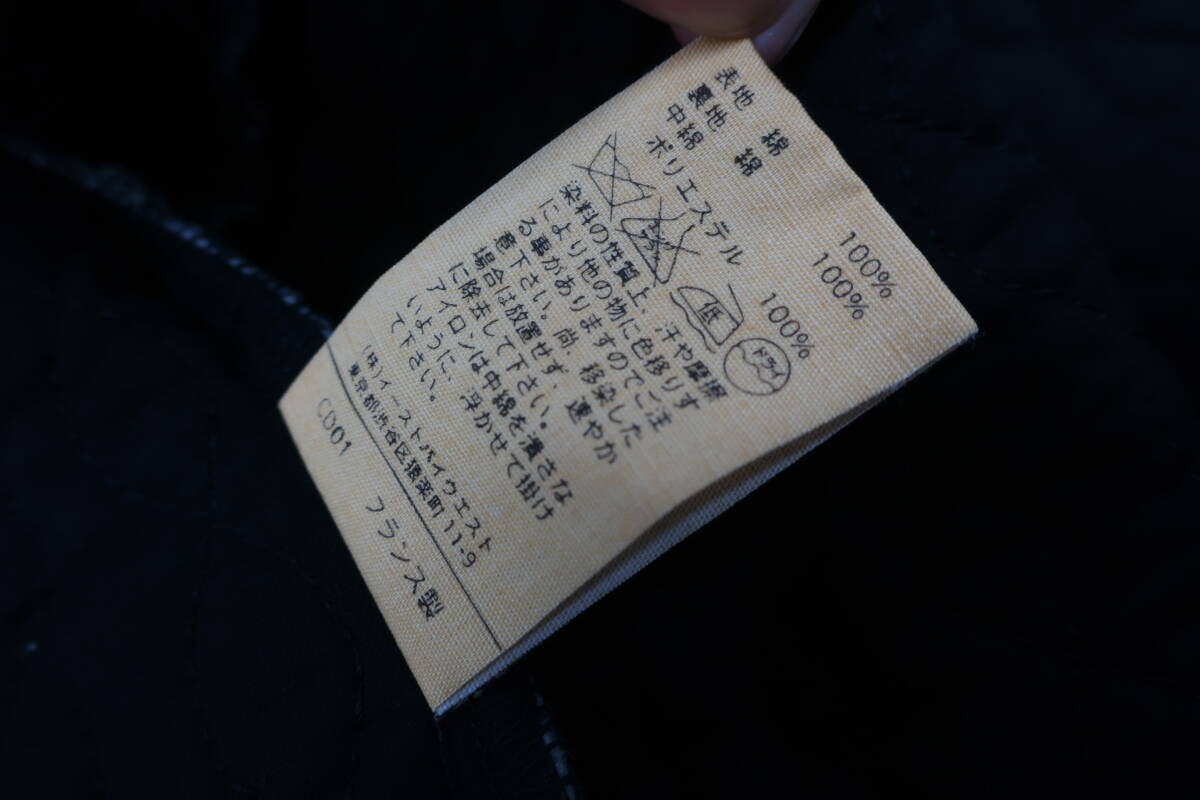 表地 綿 100%
裏地 綿 100%
中綿
ポリエステル 100%
低 ドライ
染料の性質上、汗や摩擦
により他の物に色移りす
る事がありますのでご注
意下さい。尚、移染した
場合は放置せず、速やか
に除去して下さい。
アイロンは中綿を潰さな
いように、浮かせて掛け
て下さい。
(株)イーストバイウエスト
東京都渋谷区猿楽町11-9
CD01 フランス製